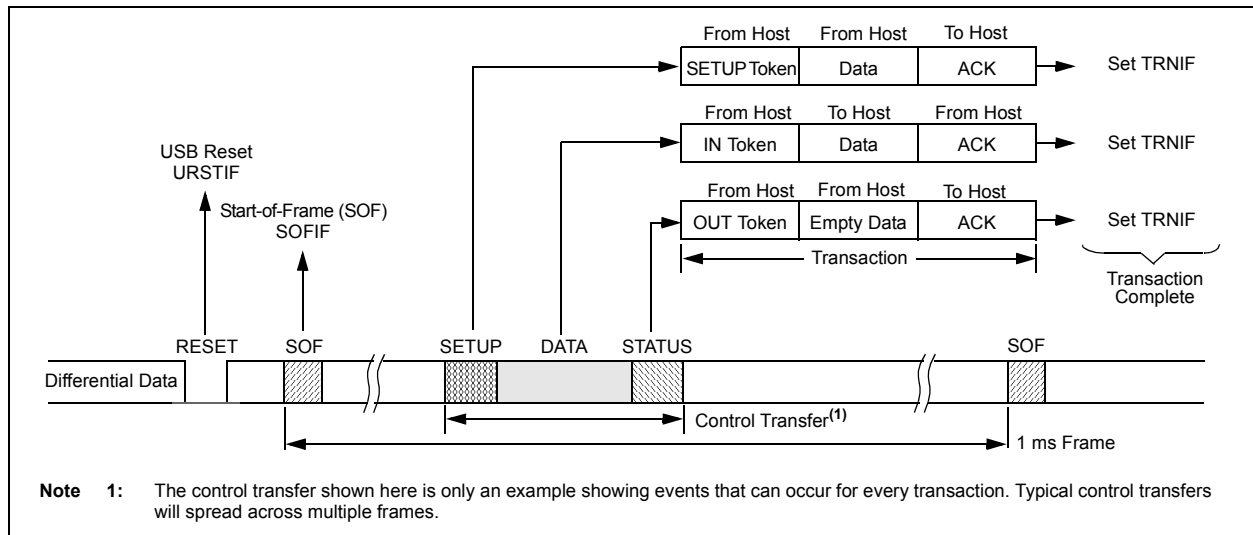 From Host From Host To Host
SETUP Token Data ACK Set TRNIF
From Host To Host From Host
IN Token Data ACK Set TRNIF
USB Reset
URSTIF
From Host From Host To Host
Start-of-Frame (SOF)
SOFIF
OUT Token Empty Data ACK Set TRNIF
Transaction
Transaction
Complete
RESET SOF SETUP DATA STATUS SOF
Differential Data
Control Transfer(1)
1 ms Frame
Note 1: The control transfer shown here is only an example showing events that can occur for every transaction. Typical control transfers
will spread across multiple frames.